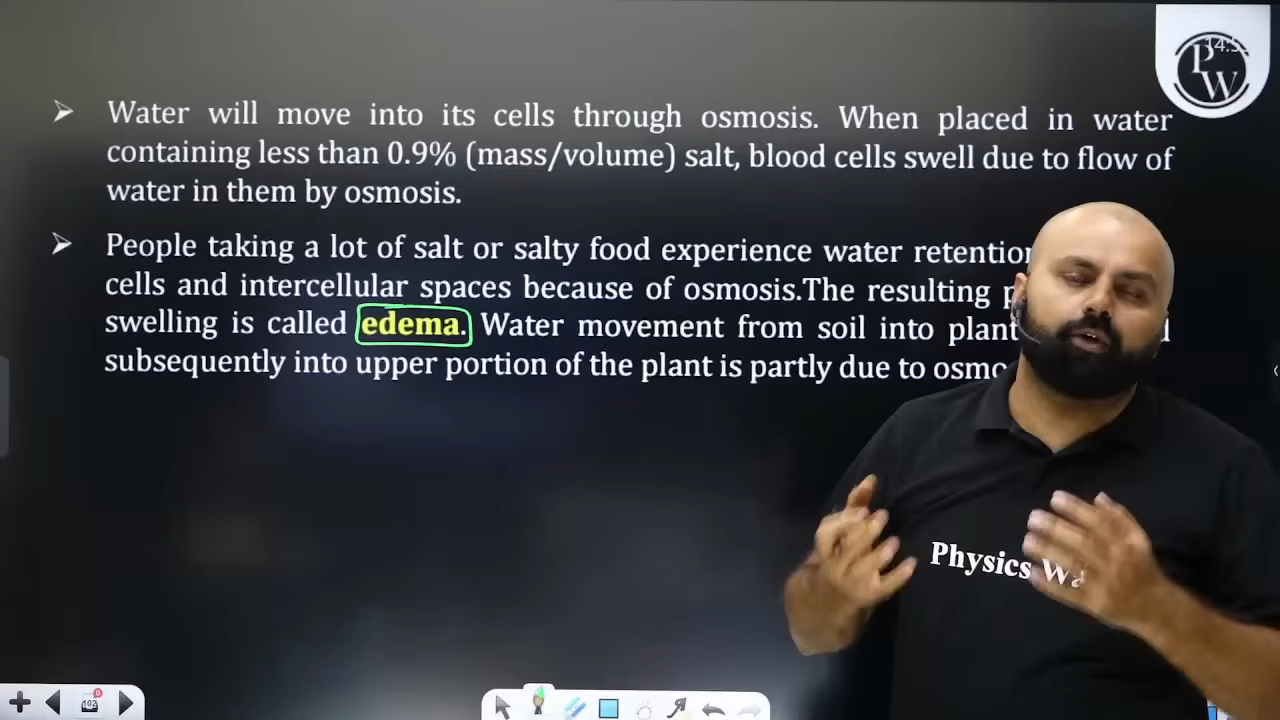 Water will move into its cells through osmosis. When placed in water
containing less than 0.9% (mass/volume) salt, blood cells swell due to flow of
water in them by osmosis.
People taking a lot of salt or salty food experience water retention
cells and intercellular spaces because of osmosis.The resulting
swelling is called edema. Water movement from soil into plant
subsequently into upper portion of the plant is partly due to
PW
Physics
102